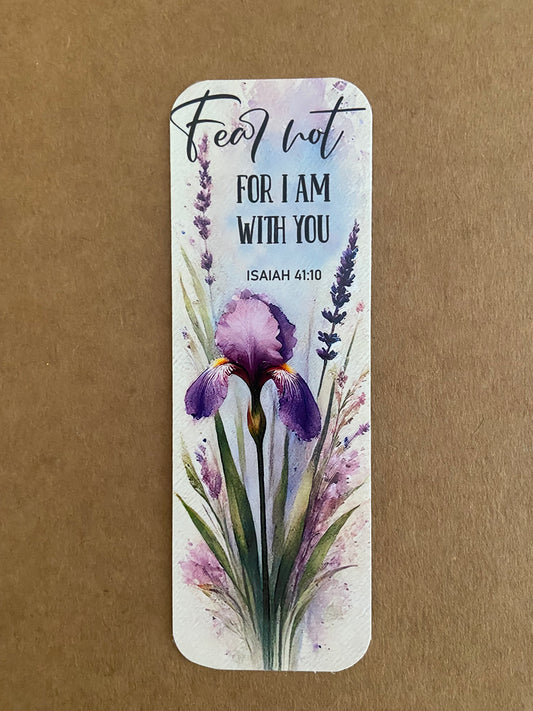 Fear not
FOR I AM
WITH YOU
ISAIAH 41:10